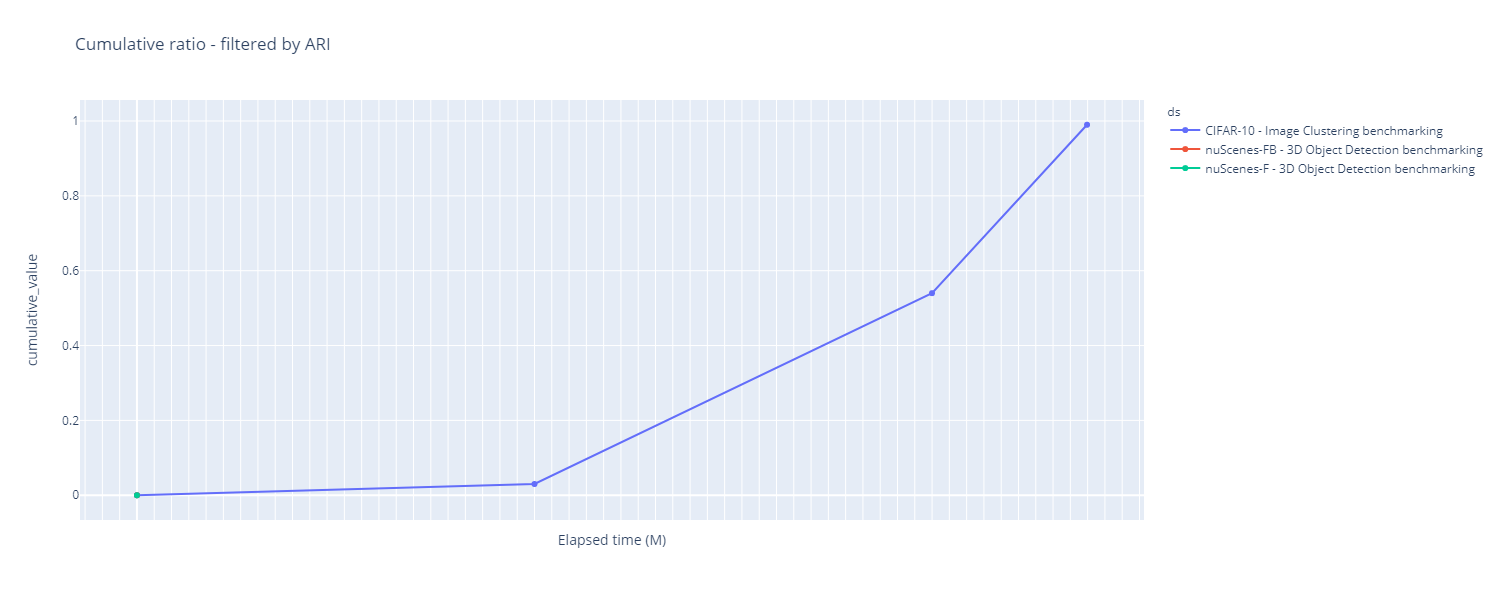 Cumulative ratio - filtered by ARI
ds
CIFAR-10 - Image Clustering benchmarking
nuScenes-FB - 3D Object Detection benchmarking
nuScenes-F - 3D Object Detection benchmarking
cumulative_value
1
0.8
0.6
0.4
0.2
0
Elapsed time (M)